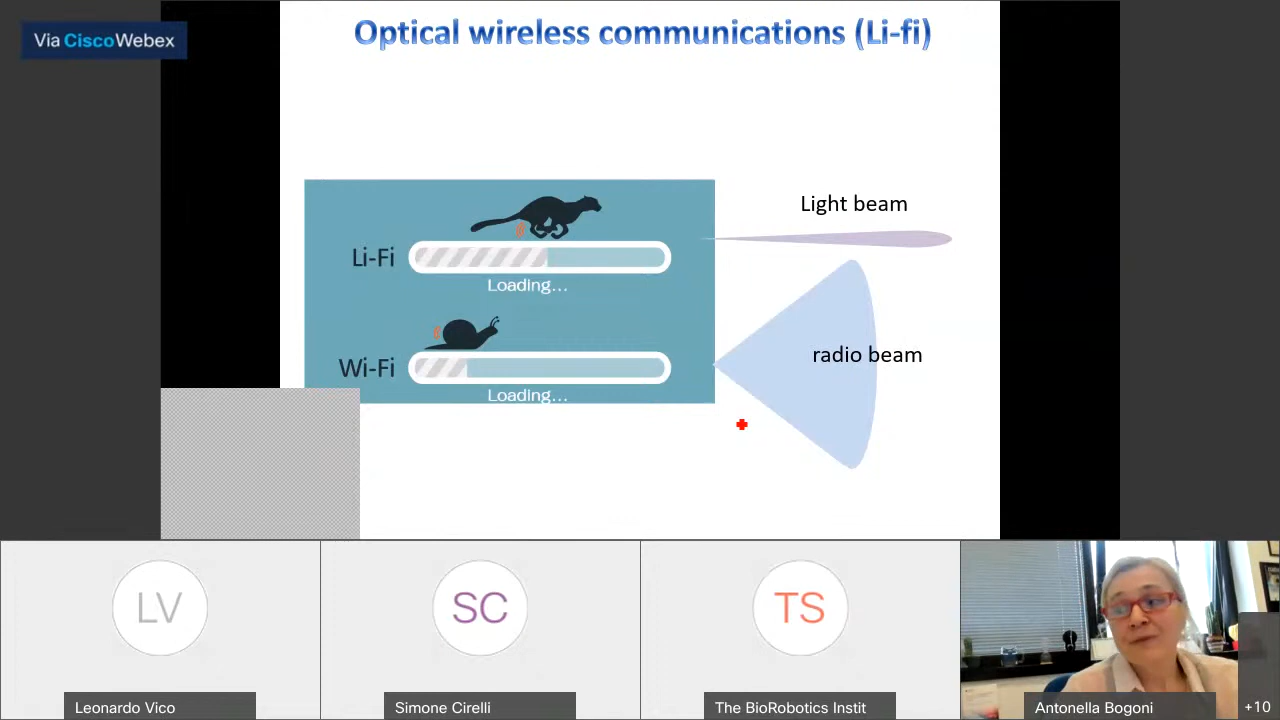 Via CiscoWebex
Optical wireless communications (Li-fi)
Light beam
Li-Fi
Loading...
radio beam
Wi-Fi
Loading...
LV
SC
TS
Leonardo Vico
Simone Cirelli
The BioRobotics Instit
Antonella Bogoni
+10